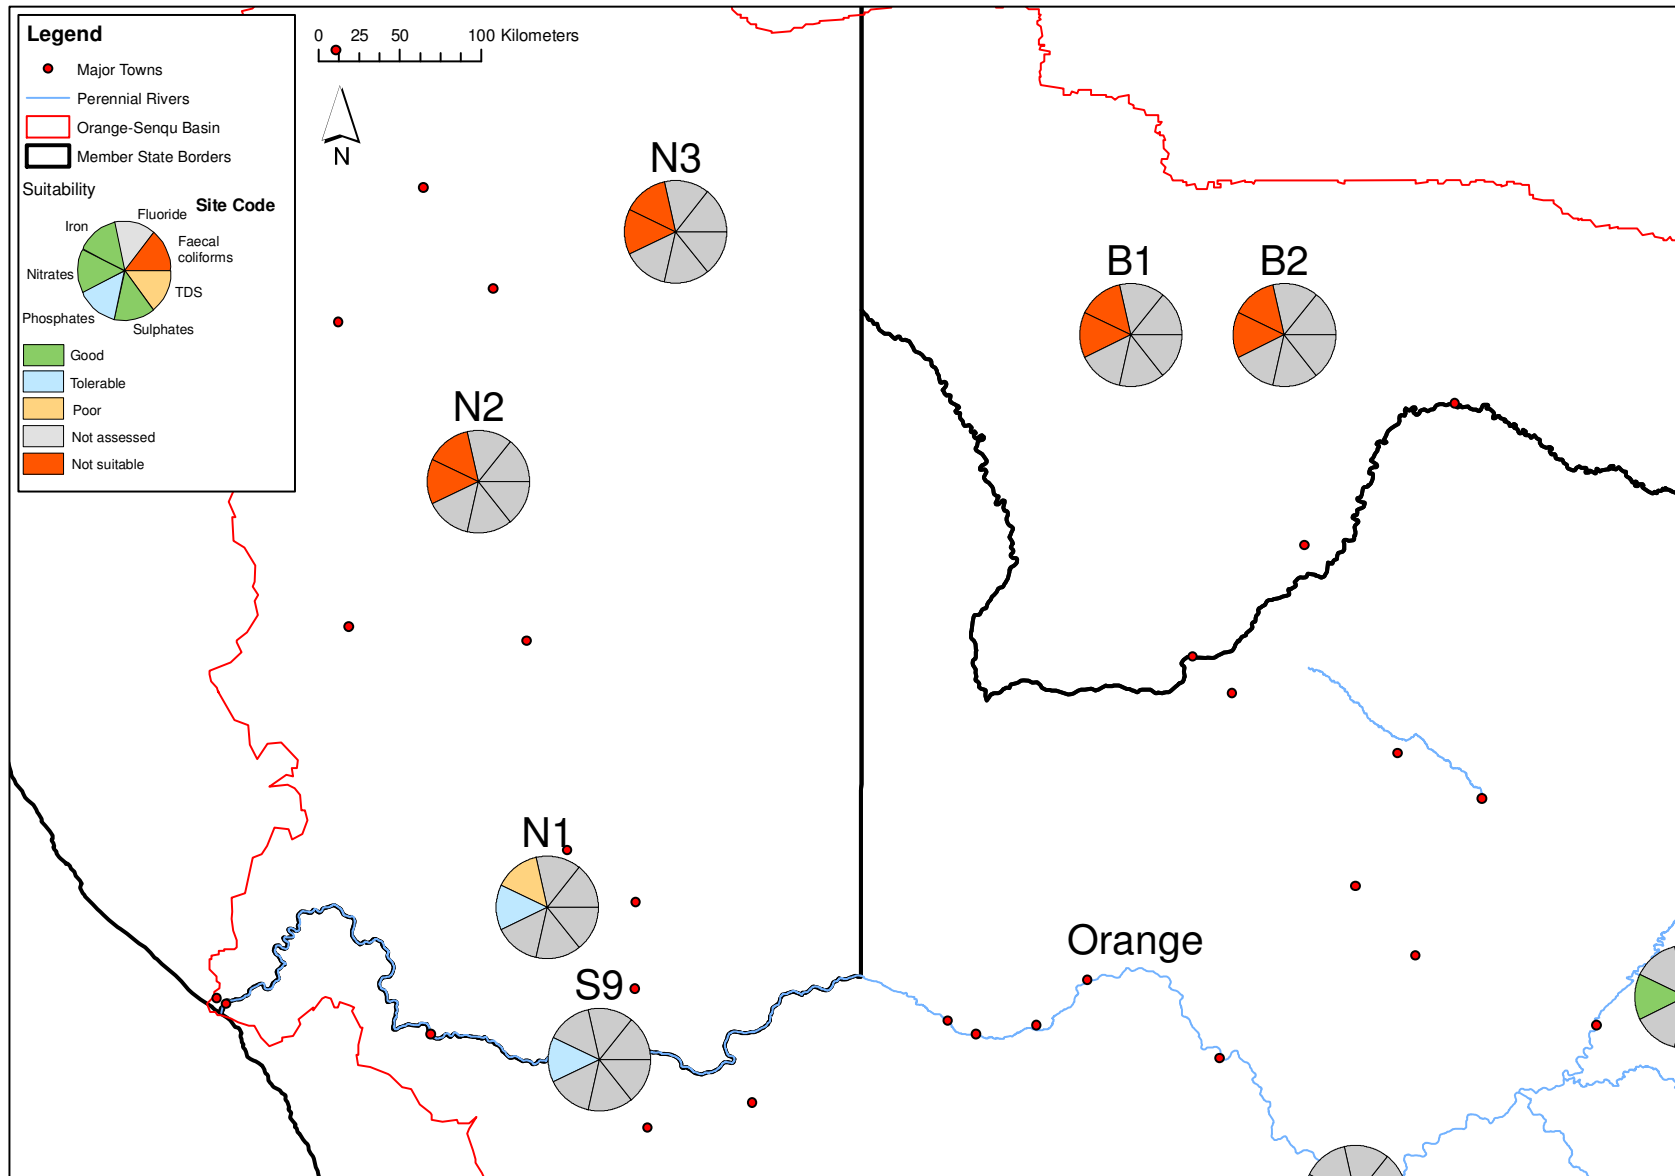 Legend
Major Towns
Perennial Rivers
Orange-Senqu Basin
Member State Borders
Suitability
Site Code
Fluoride
Iron
Faecal
coliforms
Nitrates
TDS
Phosphates
Sulphates
Good
Tolerable
Poor
Not assessed
Not suitable
0 25 50 100 Kilometers
N
N3
B1 B2
N2
N1
Orange
S9